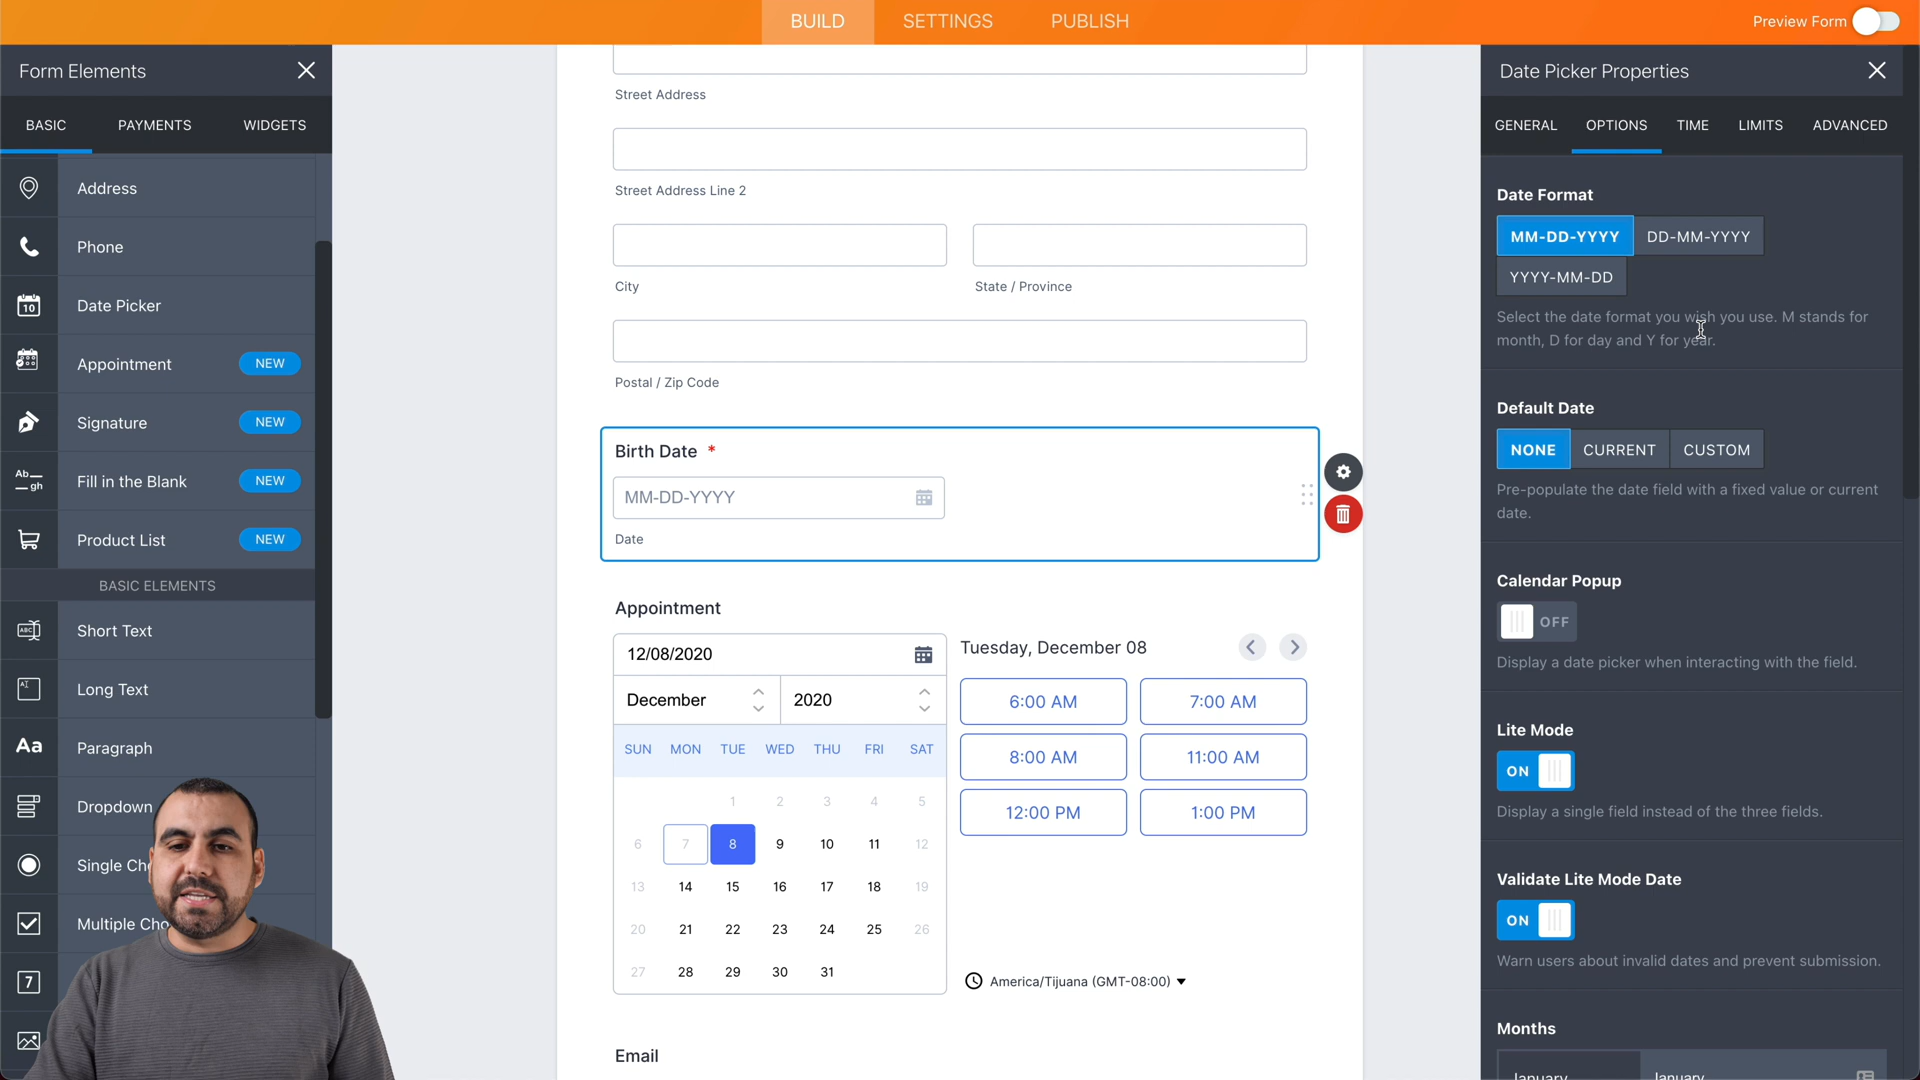 BUILD
SETTINGS
PUBLISH
Preview Form
Form Elements
BASIC
PAYMENTS
WIDGETS
Address
Phone
10
Date Picker
Appointment
NEW
Signature
NEW
Ab
gh
Fill in the Blank
NEW
Product List
NEW
BASIC ELEMENTS
Short Text
Long Text
Aa
Paragraph
Dropdown
Single Ch
Multiple Cho
7
Street Address
Street Address Line 2
City
State / Province
Postal / Zip Code
Birth Date *
MM-DD-YYYY
Date
Appointment
12/08/2020
December
2020
SUN MON TUE WED THU FRI SAT
1 2 3 4 5
6 7 8 9 10 11 12
13 14 15 16 17 18 19
20 21 22 23 24 25 26
27 28 29 30 31
Tuesday, December 08
6:00 AM
7:00 AM
8:00 AM
11:00 AM
12:00 PM
1:00 PM
America/Tijuana (GMT-08:00)
Email
Date Picker Properties
GENERAL
OPTIONS
TIME
LIMITS
ADVANCED
Date Format
MM-DD-YYYY
DD-MM-YYYY
YYYY-MM-DD
Select the date format you wish you use. M stands for
month, D for day and Y for year.
Default Date
NONE
CURRENT
CUSTOM
Pre-populate the date field with a fixed value or current
date.
Calendar Popup
OFF
Display a date picker when interacting with the field.
Lite Mode
ON
Display a single field instead of the three fields.
Validate Lite Mode Date
ON
Warn users about invalid dates and prevent submission.
Months
January
January